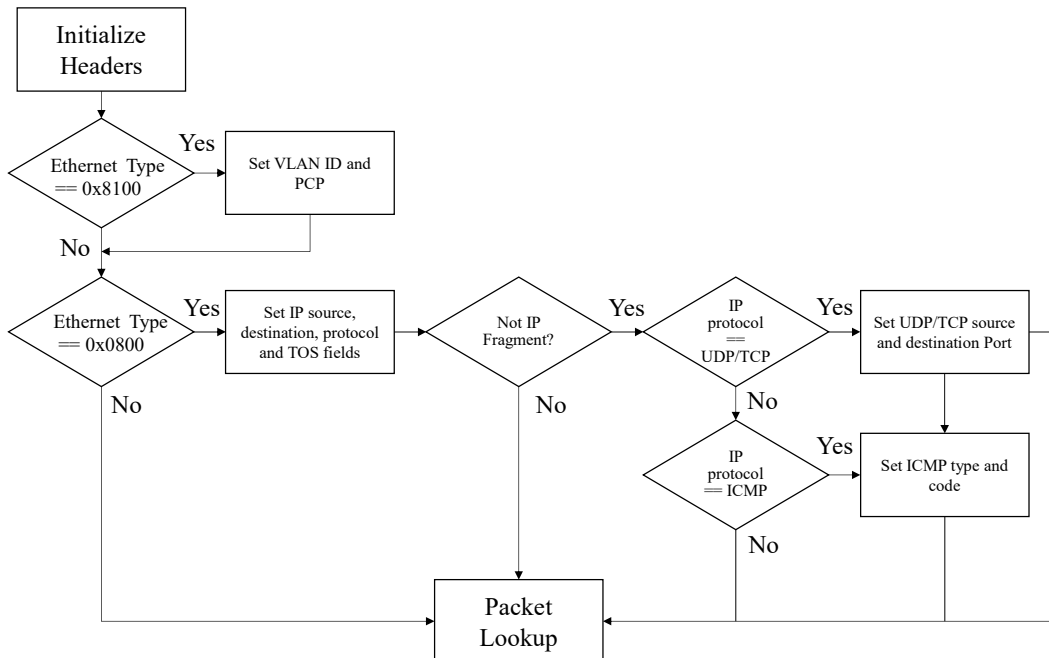 Initialize
Headers
Ethernet Type
== 0x8100
Yes
Set VLAN ID and
PCP
No
Ethernet Type
== 0x0800
Yes
Set IP source,
destination, protocol
and TOS fields
Not IP
Fragment?
Yes
IP
protocol
==
UDP/TCP
Yes
Set UDP/TCP source
and destination Port
No
No
No
IP
protocol
== ICMP
Yes
Set ICMP type and
code
No
Packet
Lookup